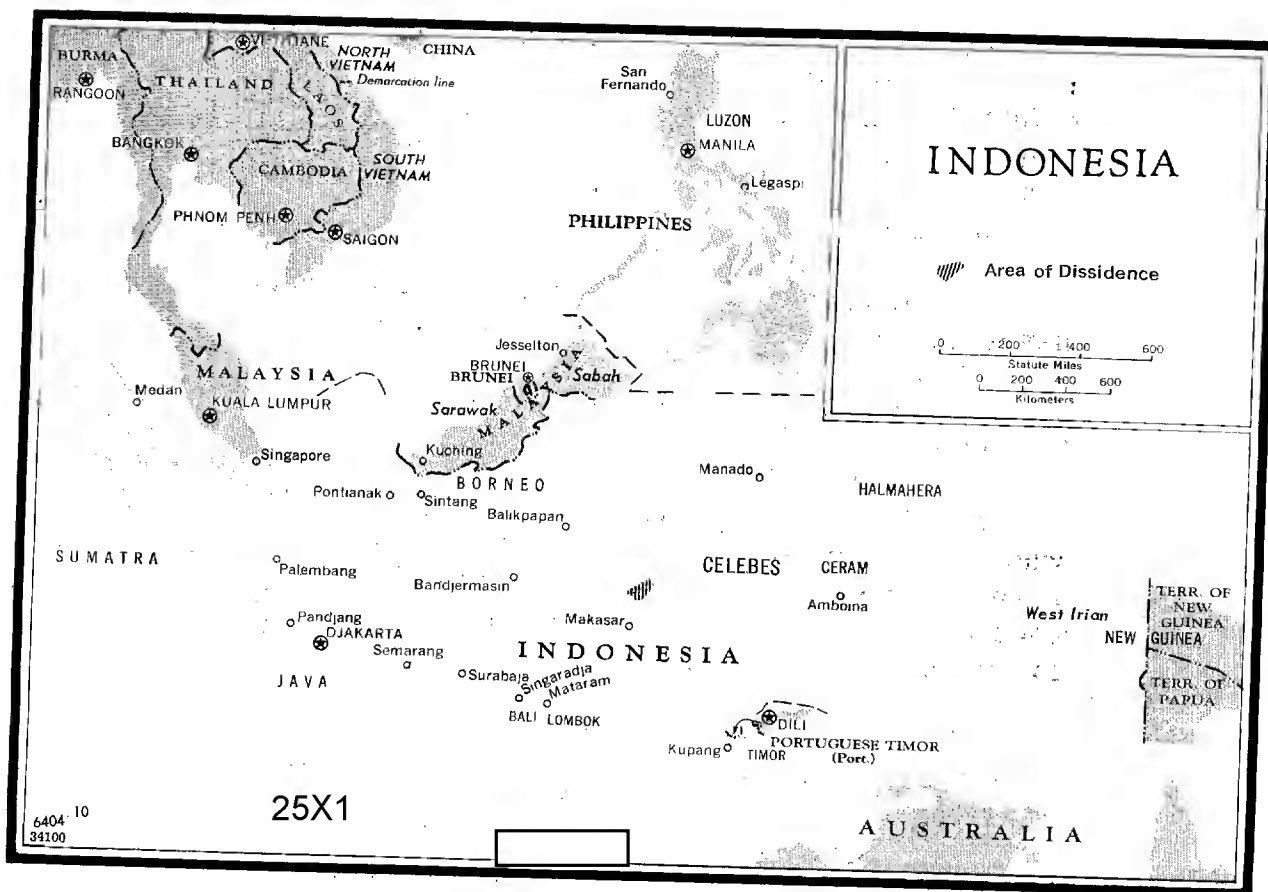 VIENTIANE
BURMA
NORTH
VIETNAM
CHINA
Demarcation line
THAILAND
LAOS
RANGOON
BANGKOK
SOUTH
VIETNAM
CAMBODIA
PHNOM PENH
SAIGON
San
Fernando
LUZON
MANILA
Legaspi
PHILIPPINES
INDONESIA
Area of Dissidence
0 200 400 600
Statute Miles
0 200 400 600
Kilometers
Jesselton
BRUNEI
BRUNEI
Sabah
MALAYSIA
Medan
KUALA LUMPUR
Sarawak
MALAYSIA
Singapore
Kuching
BORNEO
Pontianak
Sintang
Balikpapan
Manado
HALMAHERA
SUMATRA
Palembang
Bandjermasin
CELEBES
CERAM
Amboina
Makasar
West Irian
NEW GUINEA
TERR. OF
NEW
GUINEA
TERR. OF
PAPUA
Pandjang
DJAKARTA
Semarang
INDONESIA
JAVA
Surabaja
Singaradja
Mataram
BALI LOMBOK
DILI
Kupang
TIMOR
PORTUGUESE TIMOR
(Port.)
AUSTRALIA
6404 10
34100
25X1